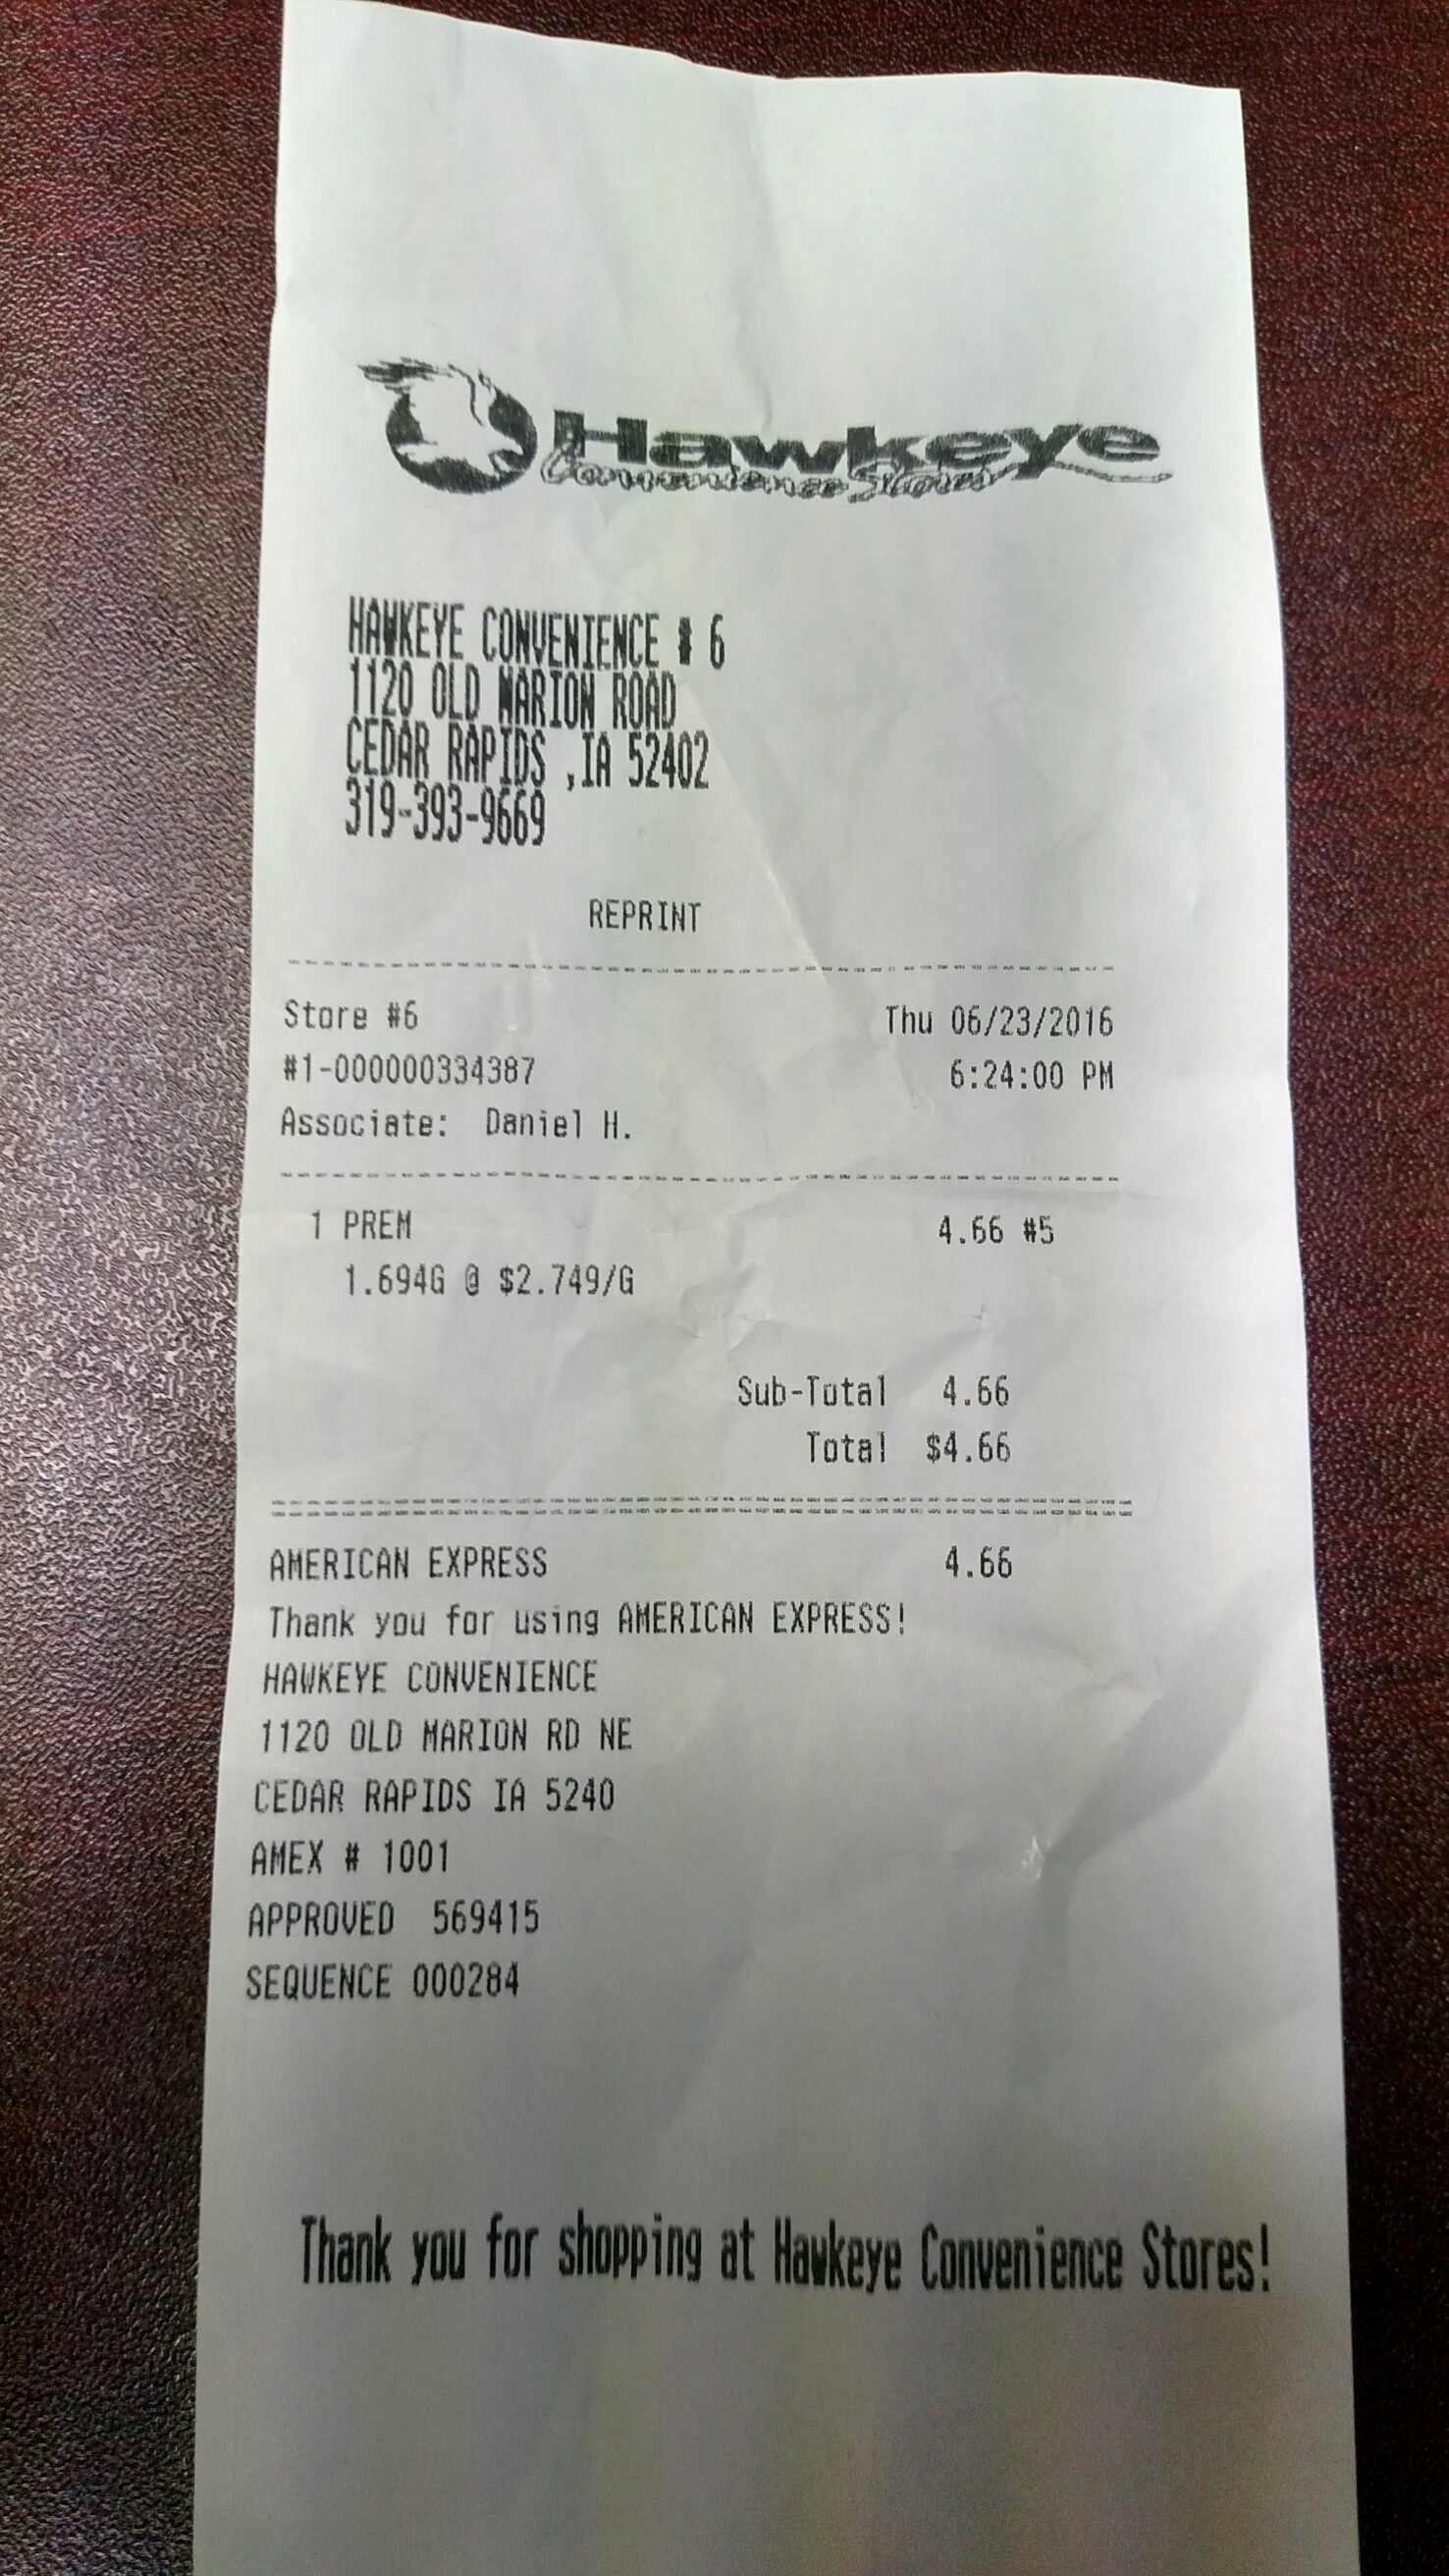 Hawkeye
Convenience Stores
HAWKEYE CONVENIENCE # 6
1120 OLD MARION ROAD
CEDAR RAPIDS ,IA 52402
319-393-9669
REPRINT
Store #6 Thu 06/23/2016
#1-000000334387 6:24:00 PM
Associate: Daniel H.
1 PREM 4.66 #5
1.694G @ $2.749/G
Sub-Total 4.66
Total $4.66
AMERICAN EXPRESS 4.66
Thank you for using AMERICAN EXPRESS!
HAWKEYE CONVENIENCE
1120 OLD MARION RD NE
CEDAR RAPIDS IA 5240
AMEX # 1001
APPROVED 569415
SEQUENCE 000284
Thank you for shopping at Hawkeye Convenience Stores!